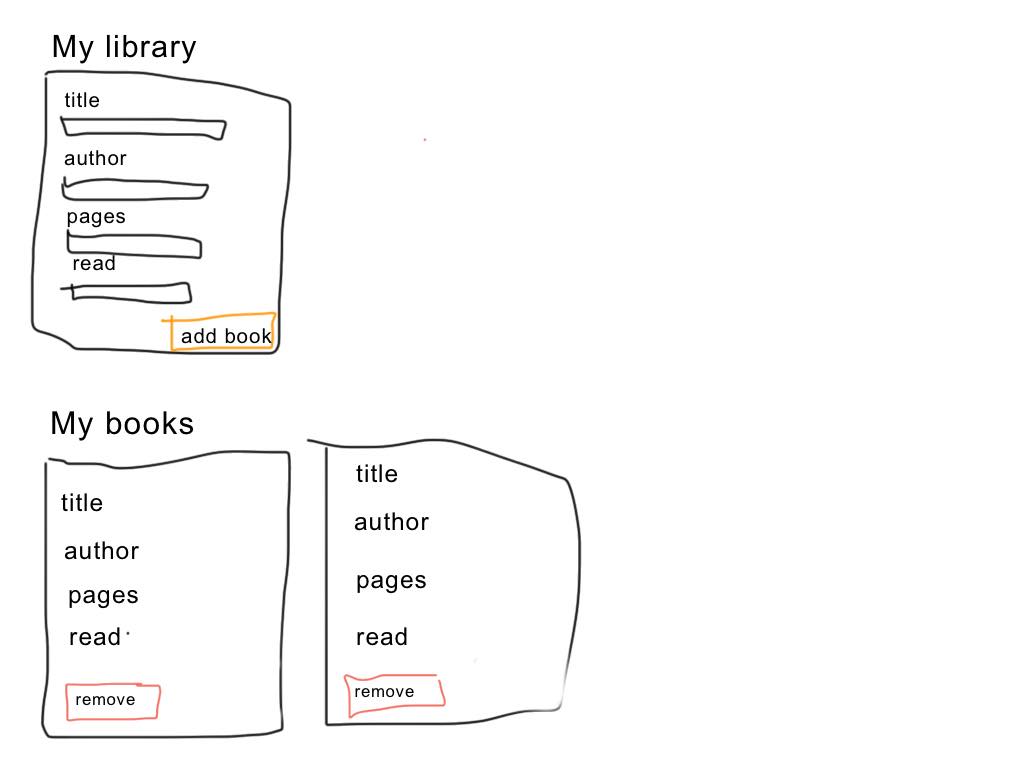 My library
title
author
pages
read
add book
My books
title
author
pages
read
remove
title
author
pages
read
remove